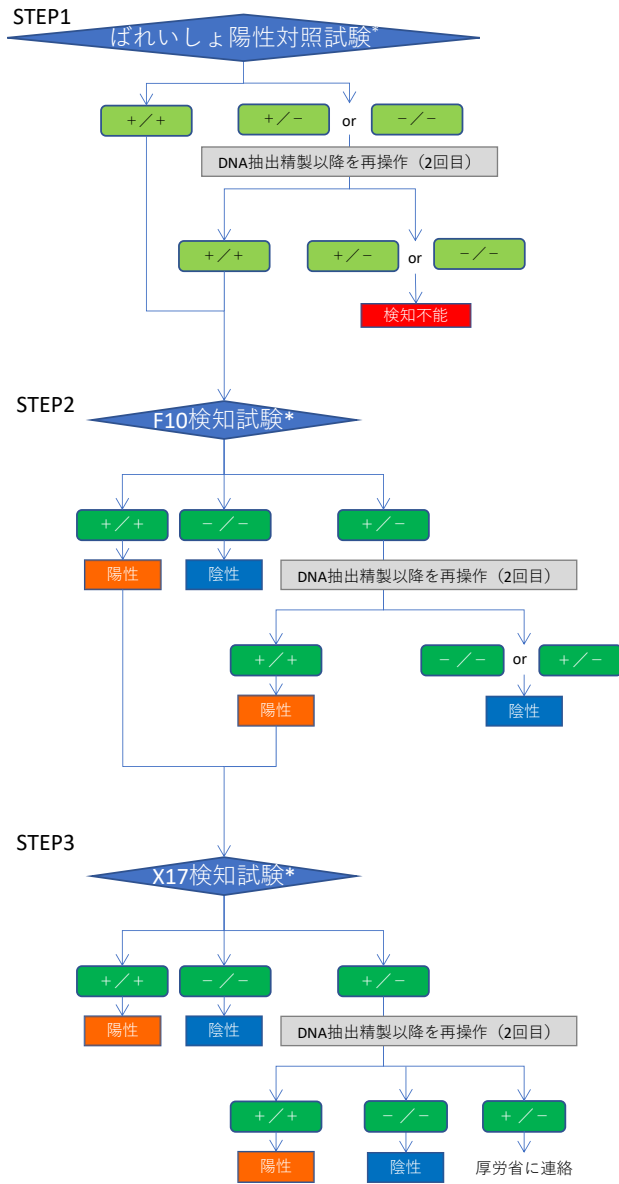 STEP1
ばれいしょ陽性対照試験*
+/+
+/-
or
-/-
DNA抽出精製以降を再操作（2回目）
+/+
+/-
or
-/-
検知不能
STEP2
F10検知試験*
+/+
-/-
+/-
陽性
陰性
DNA抽出精製以降を再操作（2回目）
+/+
-/-
or
+/-
陽性
陰性
STEP3
X17検知試験*
+/+
-/-
+/-
陽性
陰性
DNA抽出精製以降を再操作（2回目）
+/+
-/-
+/-
陽性
陰性
厚労省に連絡